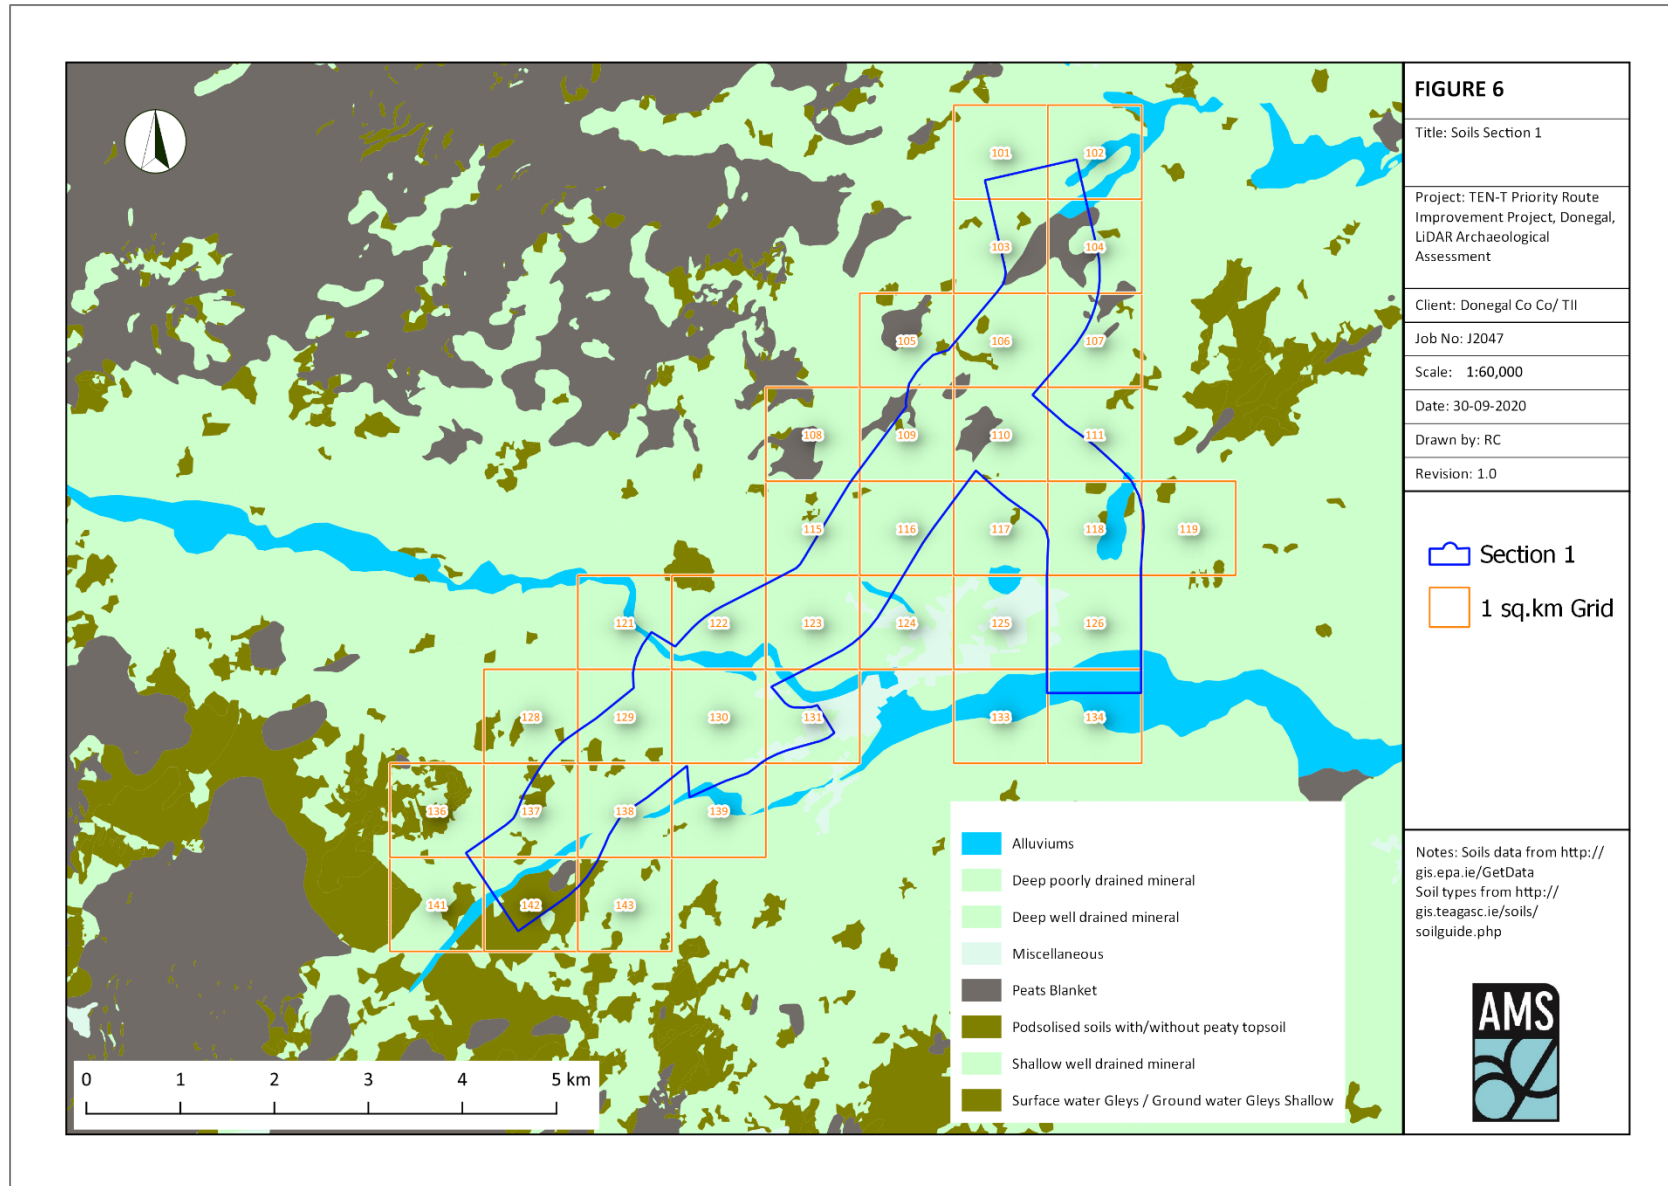 FIGURE 6
Title: Soils Section 1
Project: TEN-T Priority Route
Improvement Project, Donegal,
LiDAR Archaeological
Assessment
Client: Donegal Co Co/ TII
Job No: J2047
Scale: 1:60,000
Date: 30-09-2020
Drawn by: RC
Revision: 1.0
Section 1
1 sq.km Grid
Notes: Soils data from http://
gis.epa.ie/GetData
Soil types from http://
gis.teagasc.ie/soils/
soilguide.php
AMS
101 102
103 104
105 106 107
108 109 110 111
115 116 117 118 119
121 122 123 124 125 126
128 129 130 131 133 134
136 137 138 139
141 142 143
Alluviums
Deep poorly drained mineral
Deep well drained mineral
Miscellaneous
Peats Blanket
Podsolised soils with/without peaty topsoil
Shallow well drained mineral
Surface water Gleys / Ground water Gleys Shallow
0 1 2 3 4 5 km